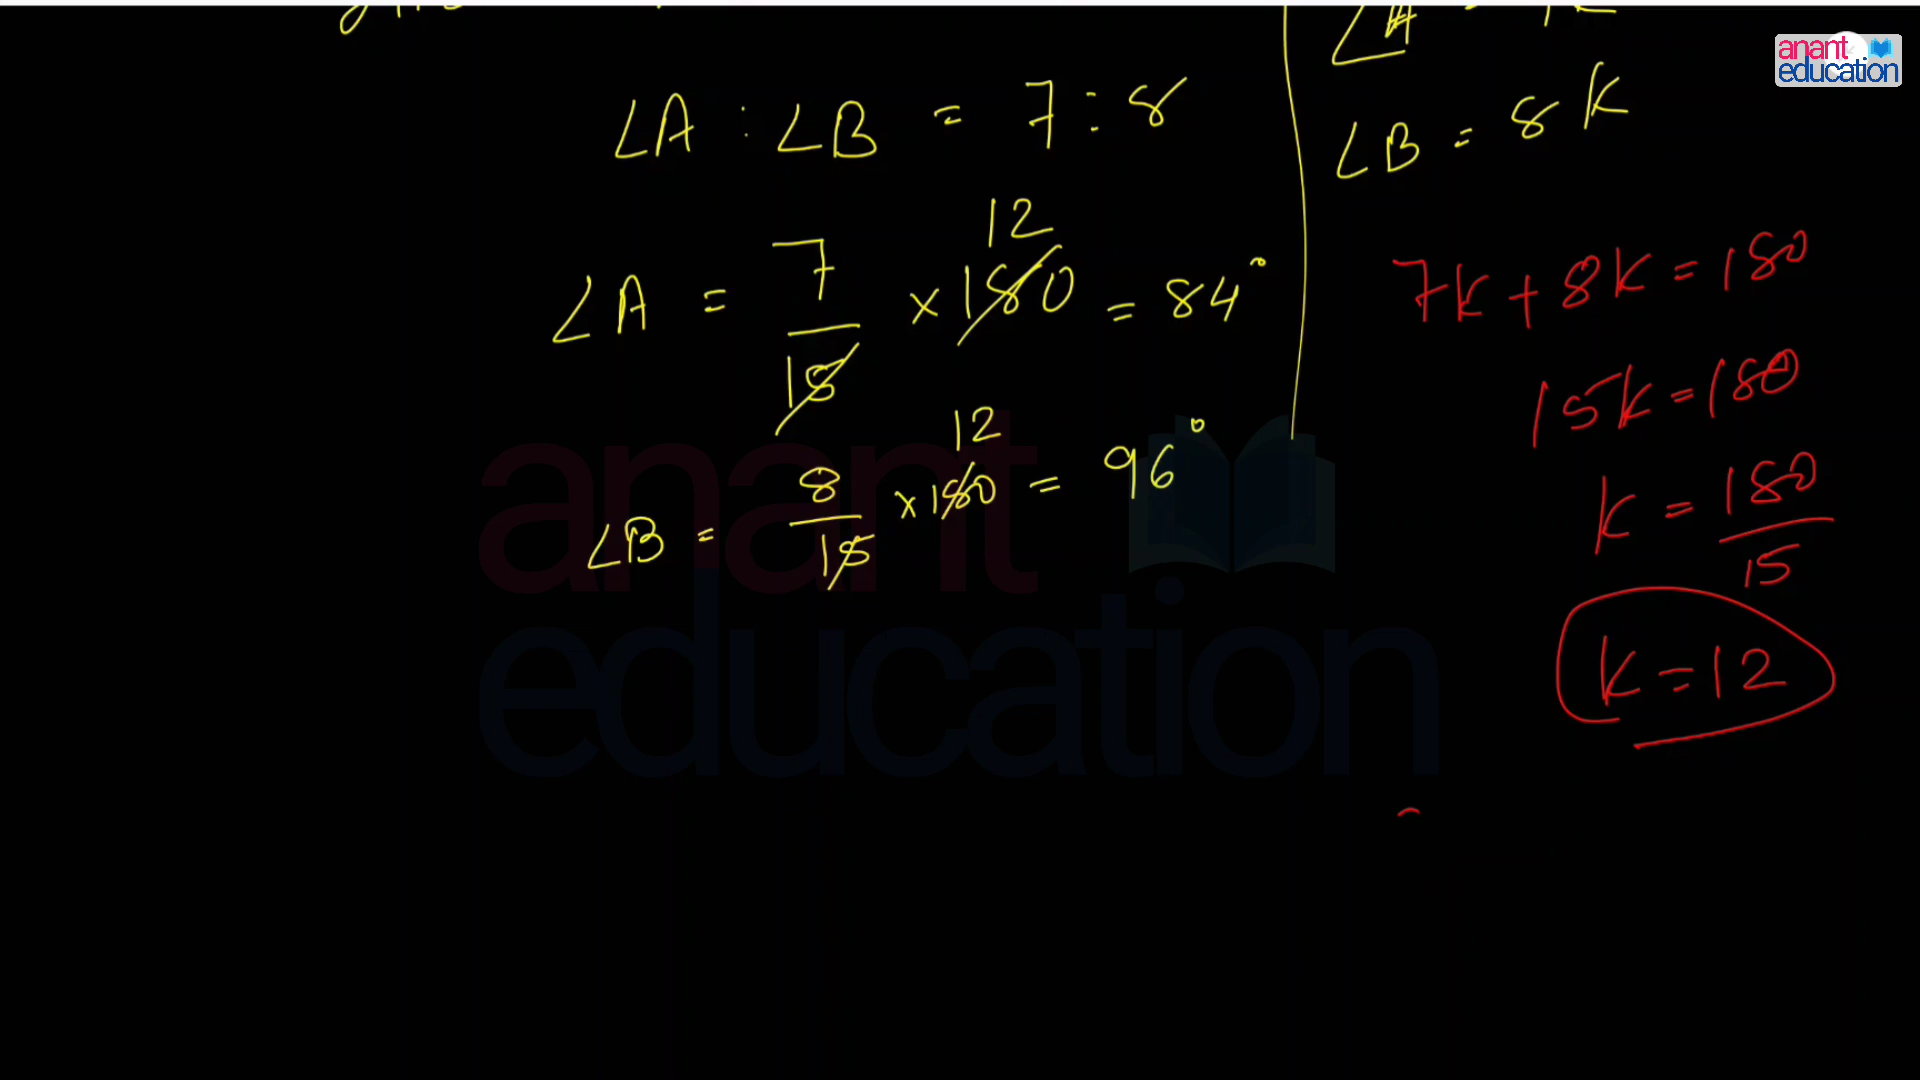 ∠A : ∠B = 7 : 8
12
∠A = 7/15 × 180 = 84°
12
∠B = 8/15 × 180 = 96°
∠A =
∠B = 8K
7K + 8K = 180
15K = 180
K = 180/15
K = 12
anant
education
anant
education